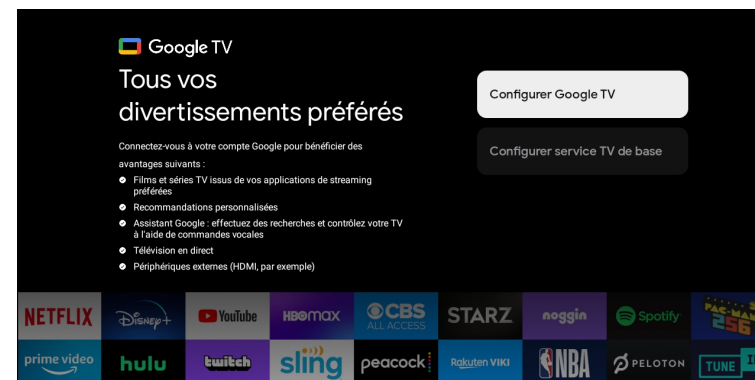 Google TV
Tous vos
divertissements préférés
Connectez-vous à votre compte Google pour bénéficier des
avantages suivants :
Films et séries TV issus de vos applications de streaming
préférées
Recommandations personnalisées
Assistant Google : effectuez des recherches et contrôlez votre TV
à l'aide de commandes vocales
Télévision en direct
Périphériques externes (HDMI, par exemple)
Configurer Google TV
Configurer service TV de base
NETFLIX Disney+ YouTube HBOMAX CBS STARZ noggin Spotify PAC-MAN
ALL ACCESS 256
prime video hulu twitch sling peacock Rakuten VIKI NBA PELOTON TUNE